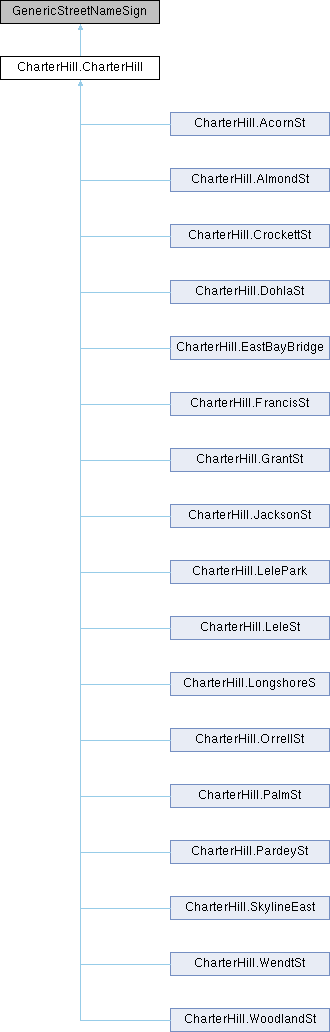 GenericStreetNameSign
CharterHill.CharterHill
CharterHill.AcornSt
CharterHill.AlmondSt
CharterHill.CrockettSt
CharterHill.DohlaSt
CharterHill.EastBayBridge
CharterHill.FrancisSt
CharterHill.GrantSt
CharterHill.JacksonSt
CharterHill.LelePark
CharterHill.LeleSt
CharterHill.LongshoreS
CharterHill.OrrellSt
CharterHill.PalmSt
CharterHill.PardeySt
CharterHill.SkylineEast
CharterHill.WendtSt
CharterHill.WoodlandSt